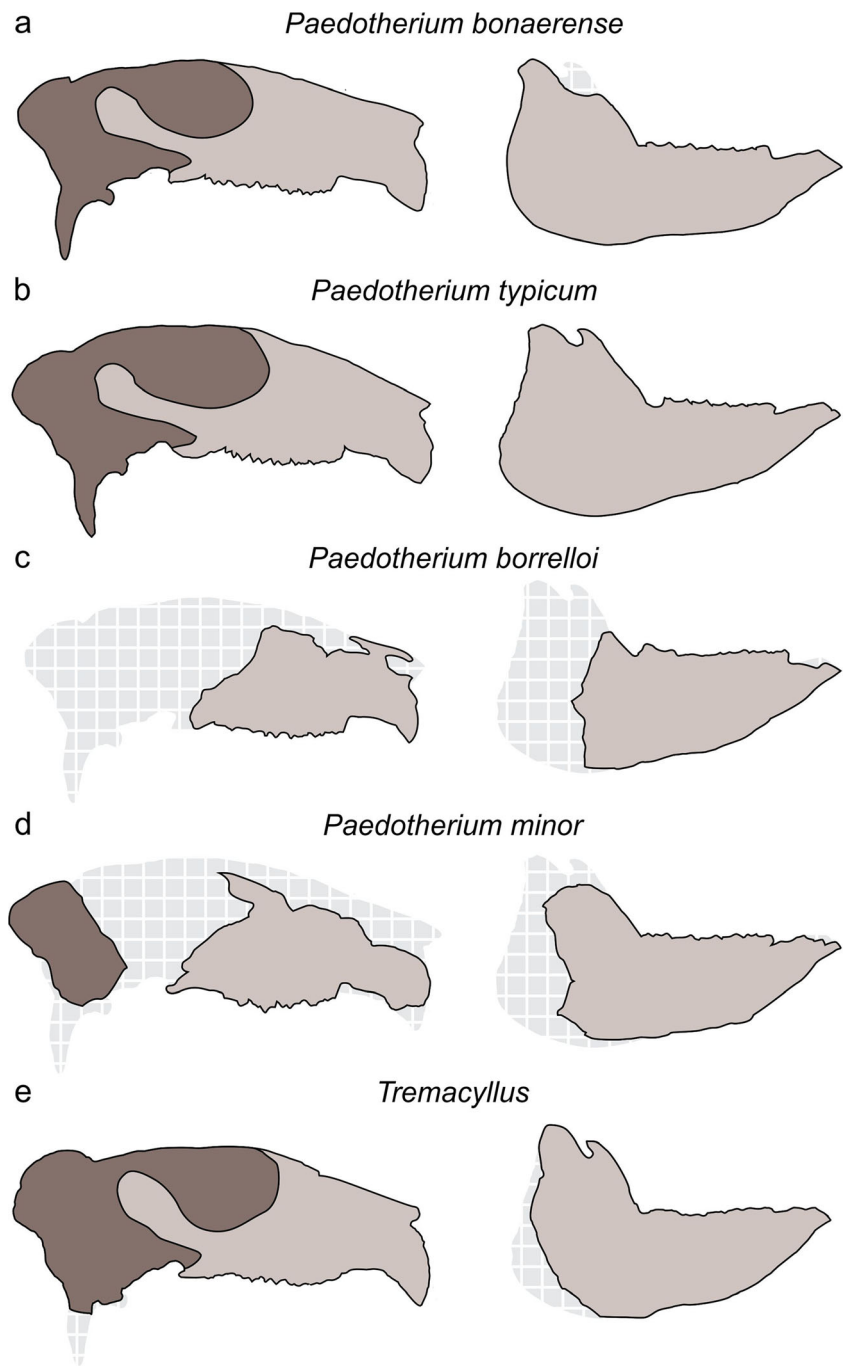 a
Paedotherium bonaerense
b
Paedotherium typicum
c
Paedotherium borrelloi
d
Paedotherium minor
e
Tremacyllus